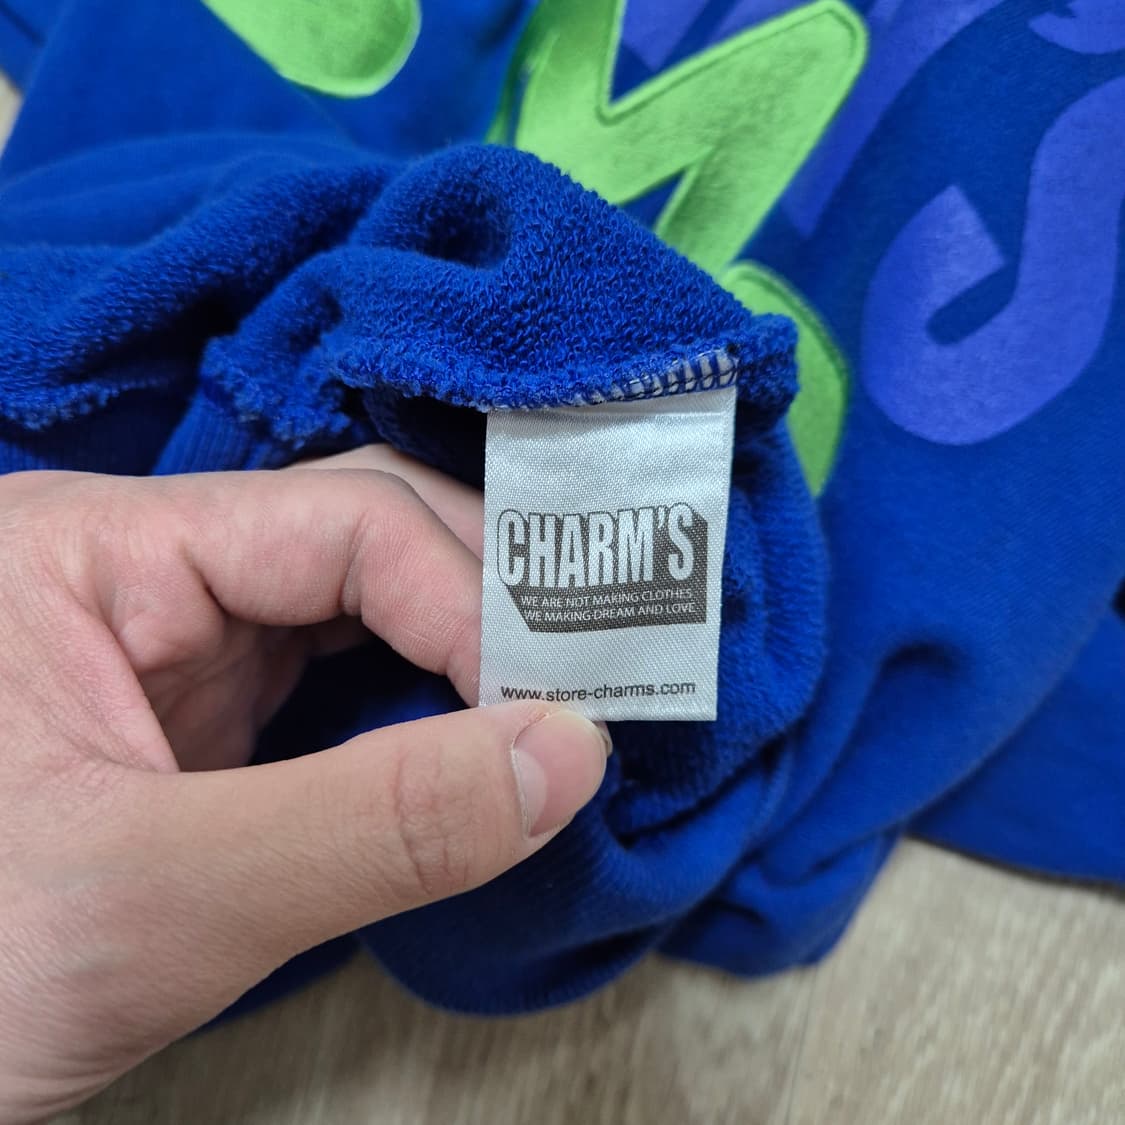 CHARM'S
WE ARE NOT MAKING CLOTHES
WE MAKING DREAM AND LOVE
www.store-charms.com